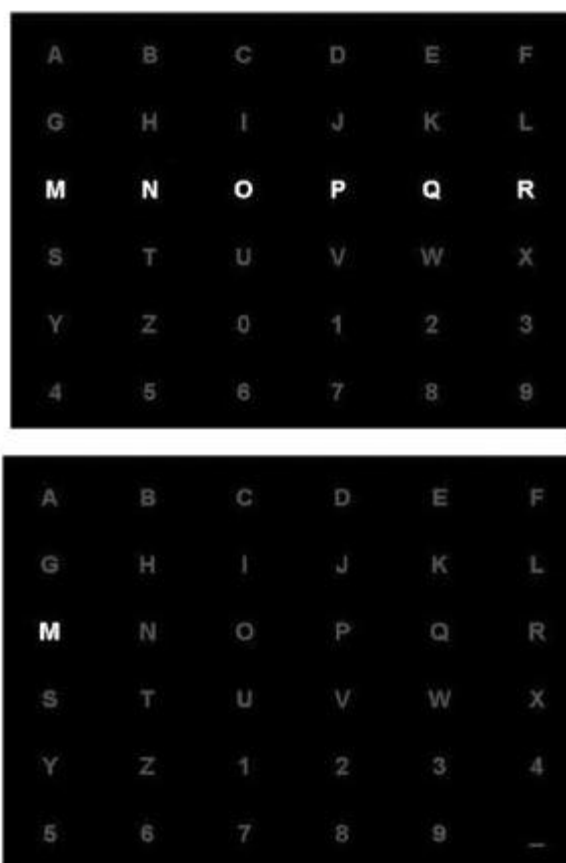 A B C D E F
G H I J K L
M N O P Q R
S T U V W X
Y Z 0 1 2 3
4 5 6 7 8 9
A B C D E F
G H I J K L
M N O P Q R
S T U V W X
Y Z 1 2 3 4
5 6 7 8 9 _